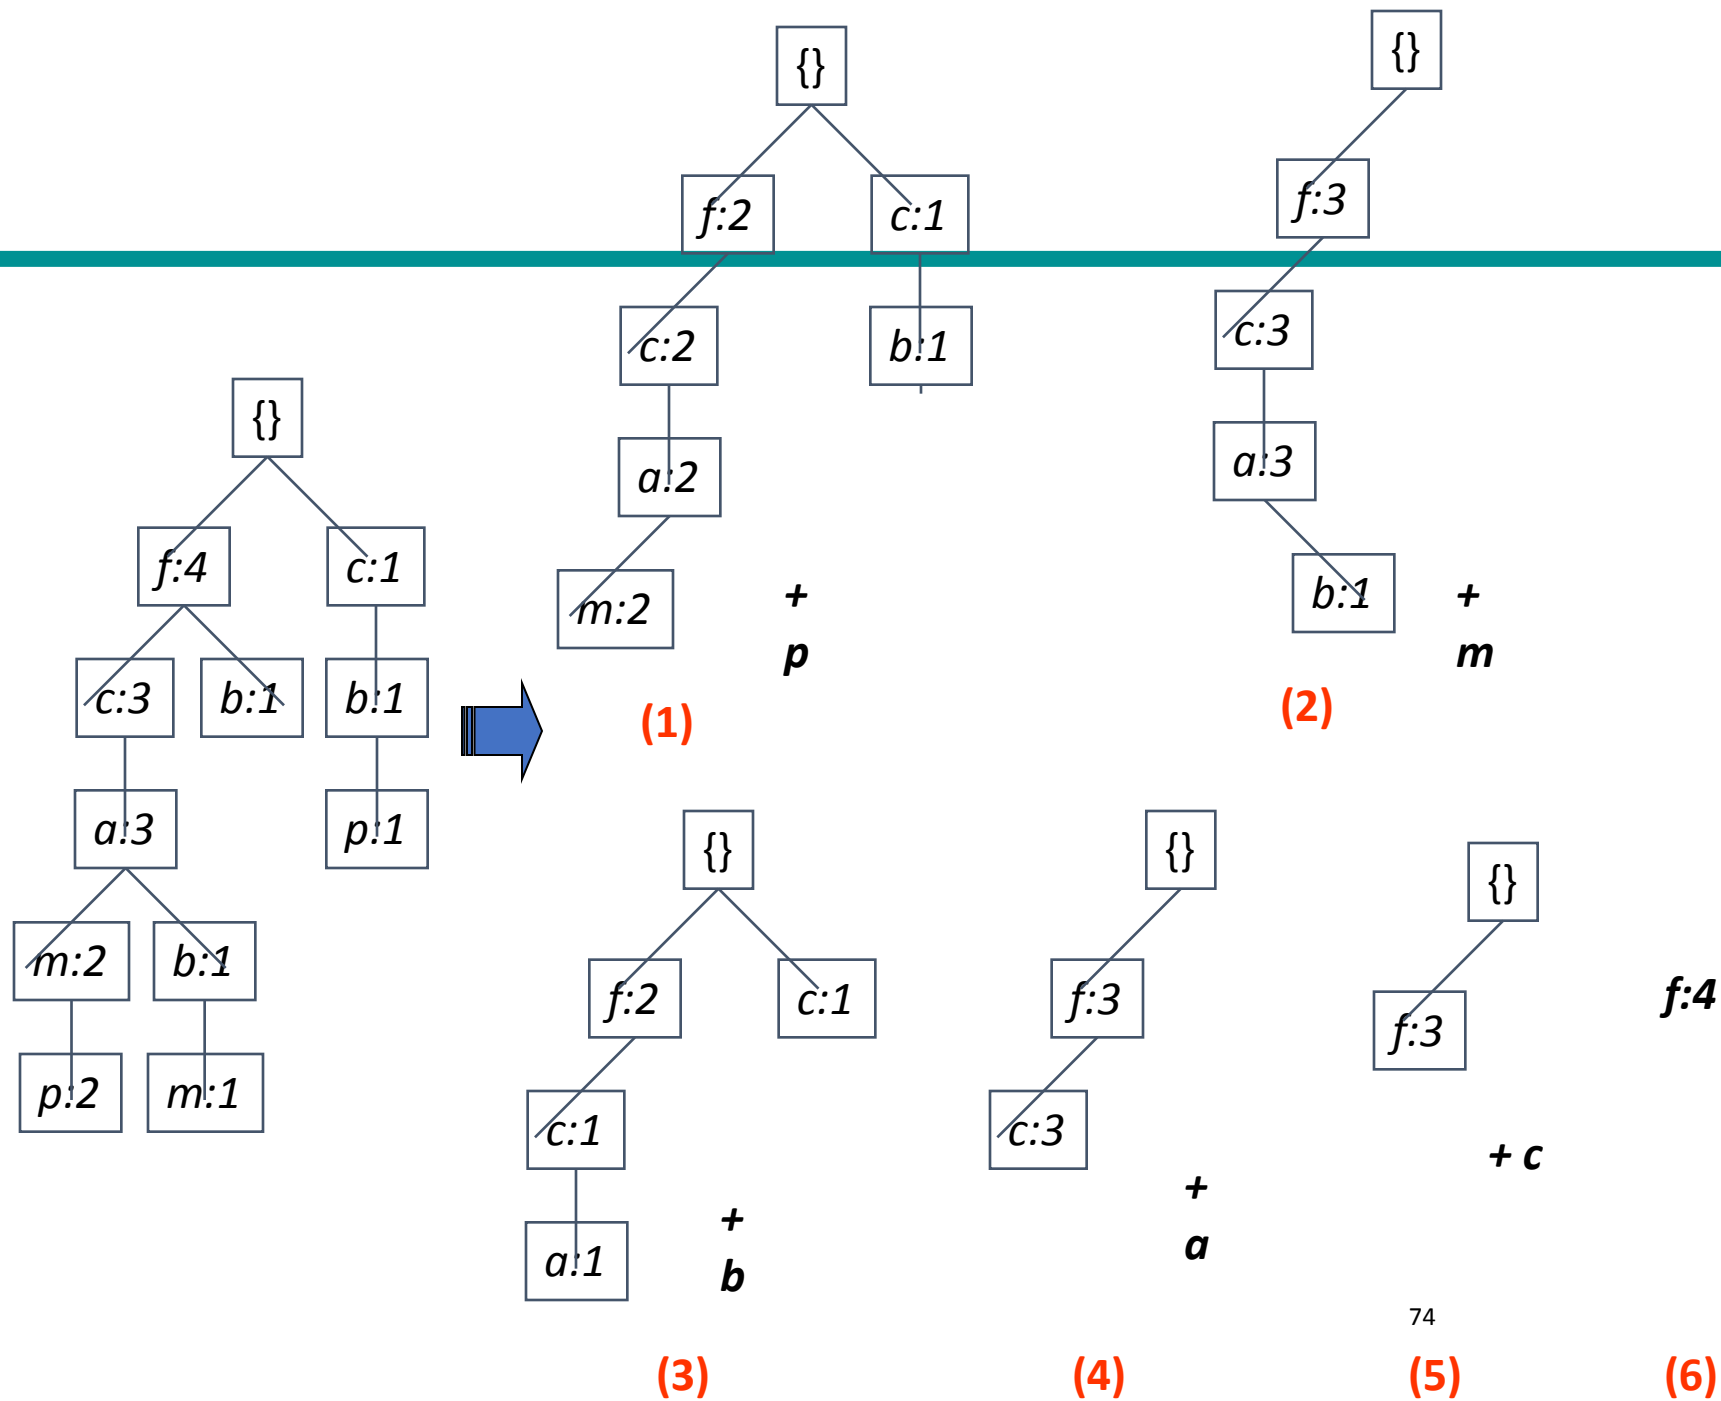 {}
f:4
c:1
c:3
b:1
b:1
a:3
p:1
m:2
b:1
p:2
m:1
{}
f:2
c:1
c:2
b:1
a:2
m:2
+
p
(1)
{}
f:3
c:3
a:3
b:1
+
m
(2)
{}
f:2
c:1
c:1
a:1
+
b
(3)
{}
f:3
c:3
+
a
(4)
{}
f:3
+ c
74
(5)
f:4
(6)